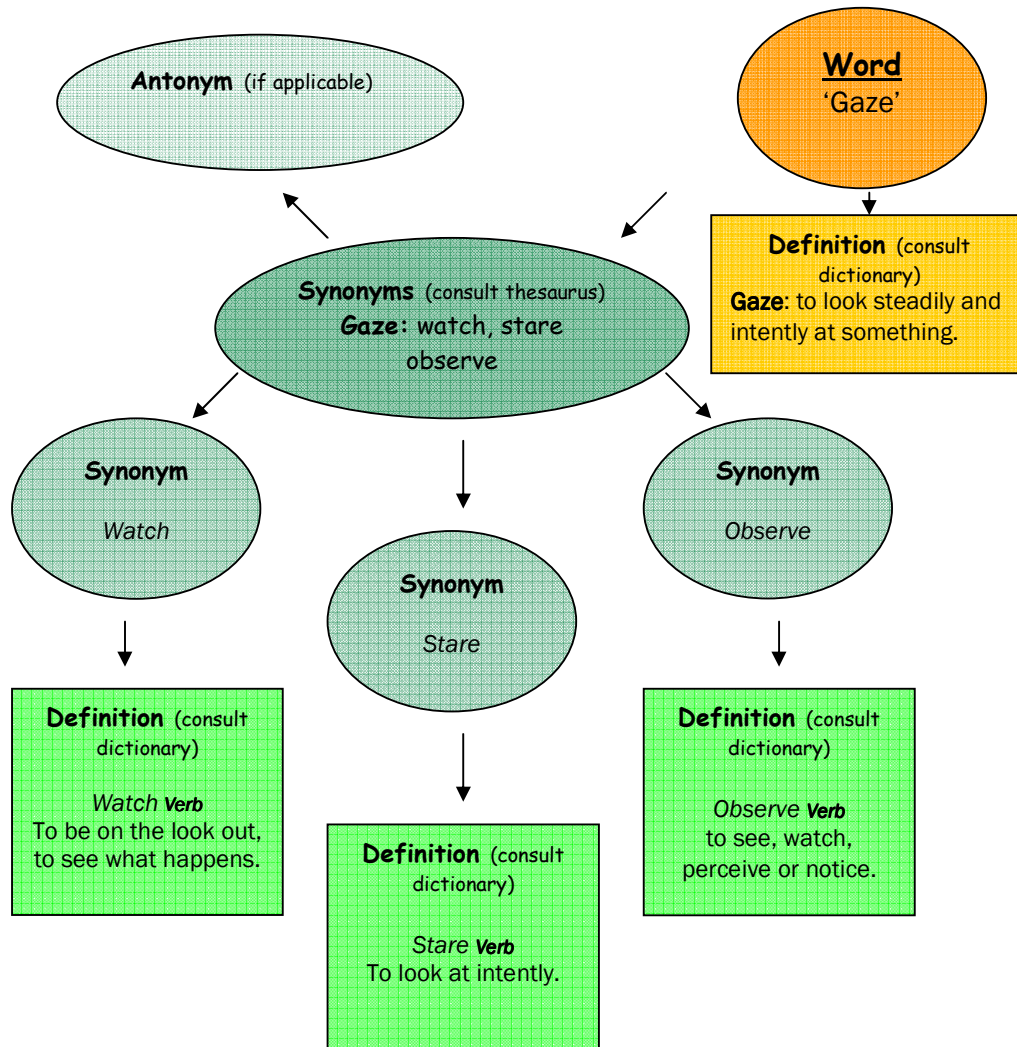 Antonym (if applicable)
Word
‘Gaze’
Definition (consult
dictionary)
Gaze: to look steadily and
intently at something.
Synonyms (consult thesaurus)
Gaze: watch, stare
observe
Synonym
Watch
Synonym
Stare
Synonym
Observe
Definition (consult
dictionary)
Watch Verb
To be on the look out,
to see what happens.
Definition (consult
dictionary)
Stare Verb
To look at intently.
Definition (consult
dictionary)
Observe Verb
to see, watch,
perceive or notice.